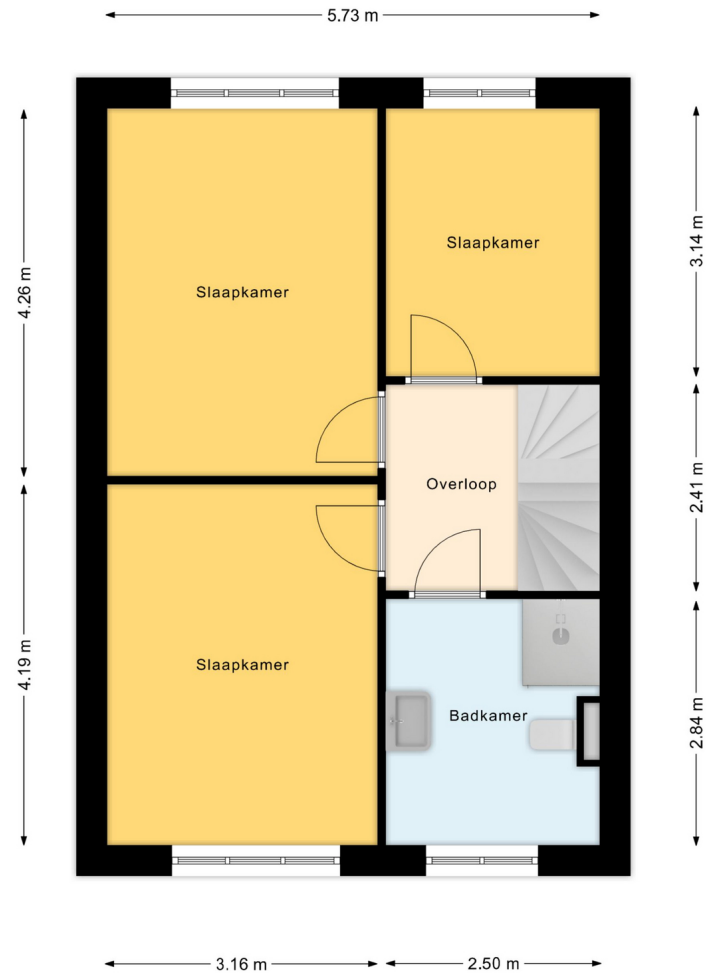 5.73 m
Slaapkamer
3.14 m
4.26 m
Slaapkamer
Overloop
2.41 m
Slaapkamer
4.19 m
Badkamer
2.84 m
3.16 m
2.50 m